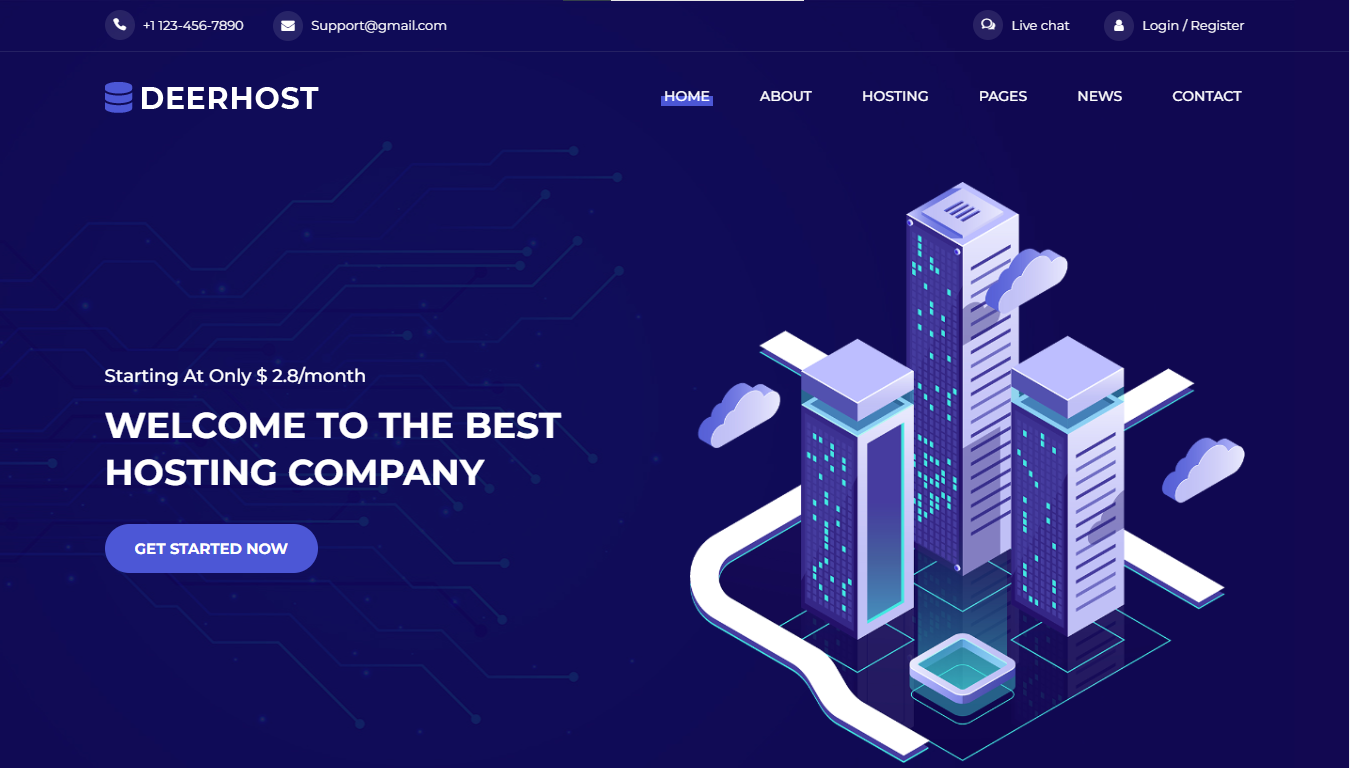 +1 123-456-7890
Support@gmail.com
Live chat
Login / Register
DEERHOST
HOME
ABOUT
HOSTING
PAGES
NEWS
CONTACT
Starting At Only $ 2.8/month
WELCOME TO THE BEST
HOSTING COMPANY
GET STARTED NOW